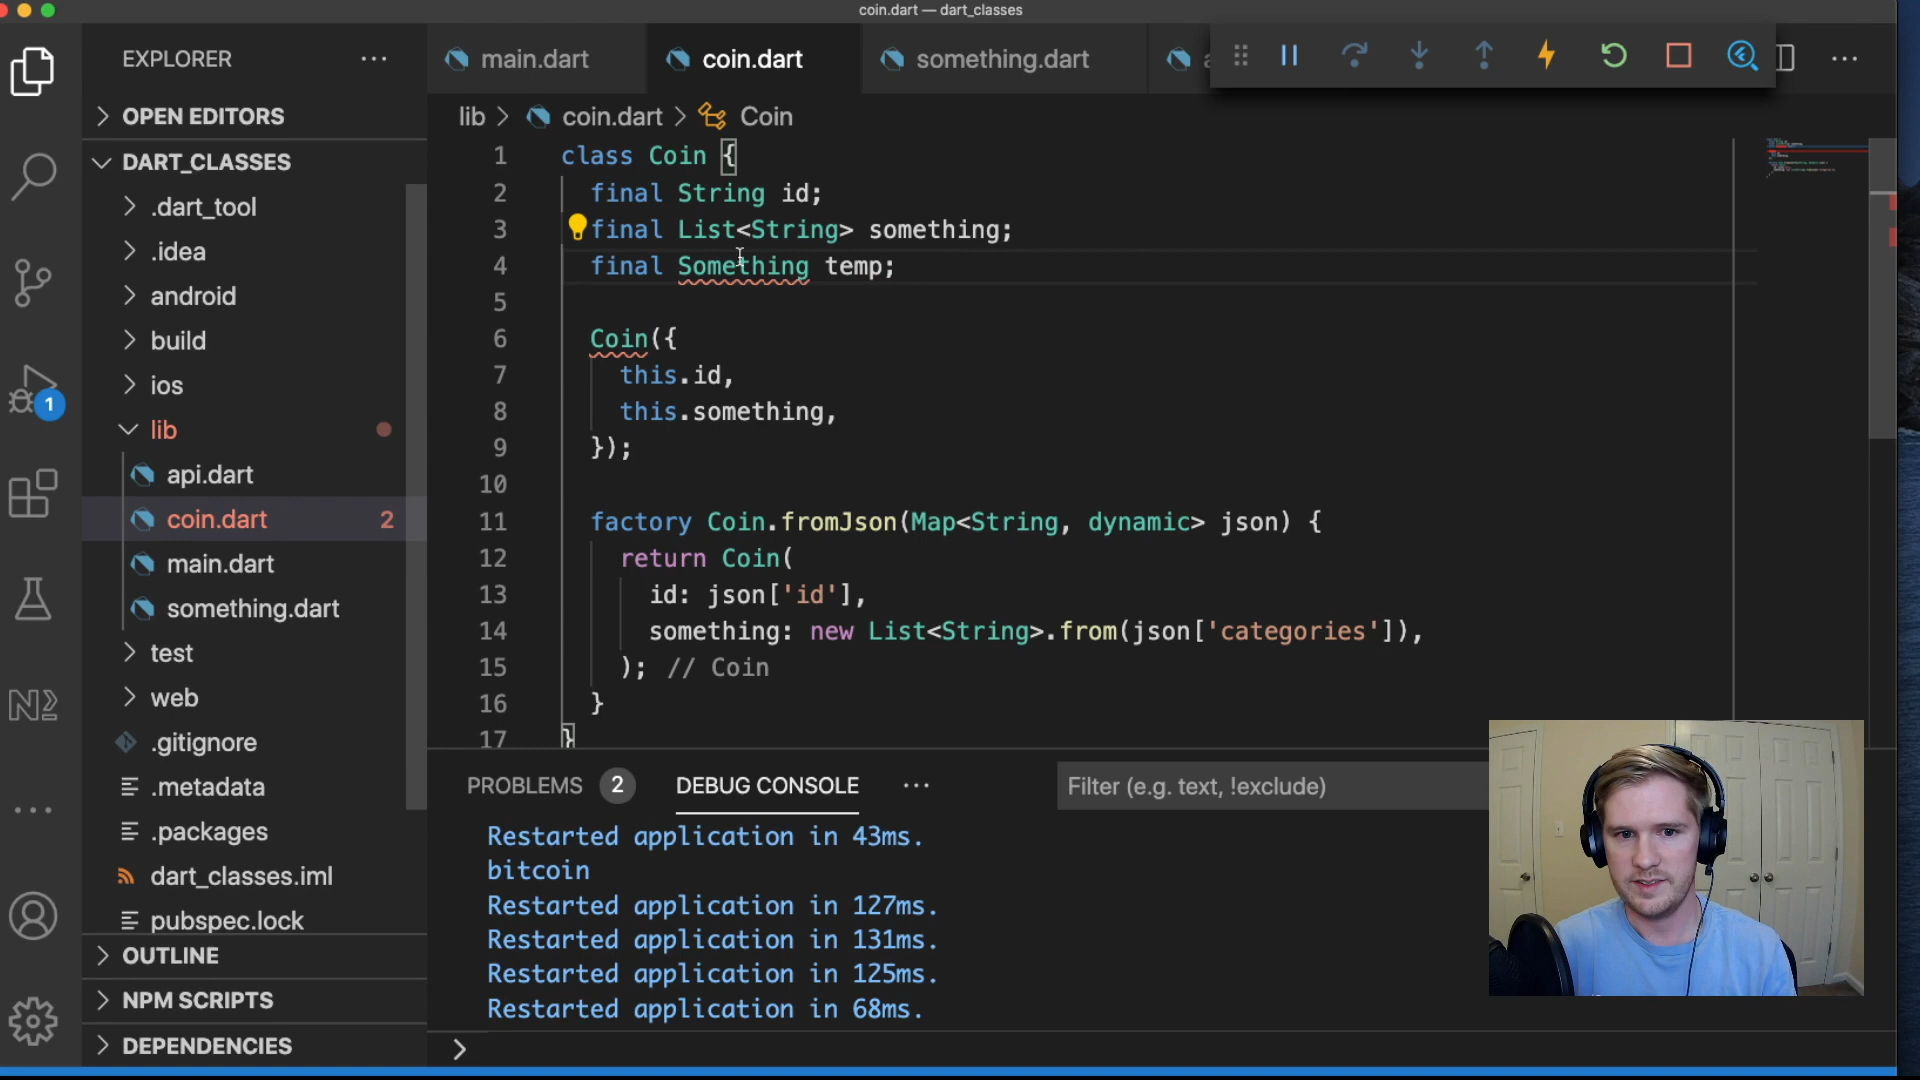 coin.dart — dart_classes
EXPLORER
main.dart
coin.dart
something.dart
OPEN EDITORS
DART_CLASSES
.dart_tool
.idea
android
build
ios
lib
api.dart
coin.dart 2
main.dart
something.dart
test
web
.gitignore
.metadata
.packages
dart_classes.iml
pubspec.lock
OUTLINE
NPM SCRIPTS
DEPENDENCIES
1
lib > coin.dart > Coin
1 class Coin {
2 final String id;
3 final List<String> something;
4 final Something temp;
5
6 Coin({
7 this.id,
8 this.something,
9 });
10
11 factory Coin.fromJson(Map<String, dynamic> json) {
12 return Coin(
13 id: json['id'],
14 something: new List<String>.from(json['categories']),
15 ); // Coin
16 }
17 }
PROBLEMS 2 DEBUG CONSOLE
Filter (e.g. text, !exclude)
Restarted application in 43ms.
bitcoin
Restarted application in 127ms.
Restarted application in 131ms.
Restarted application in 125ms.
Restarted application in 68ms.
>